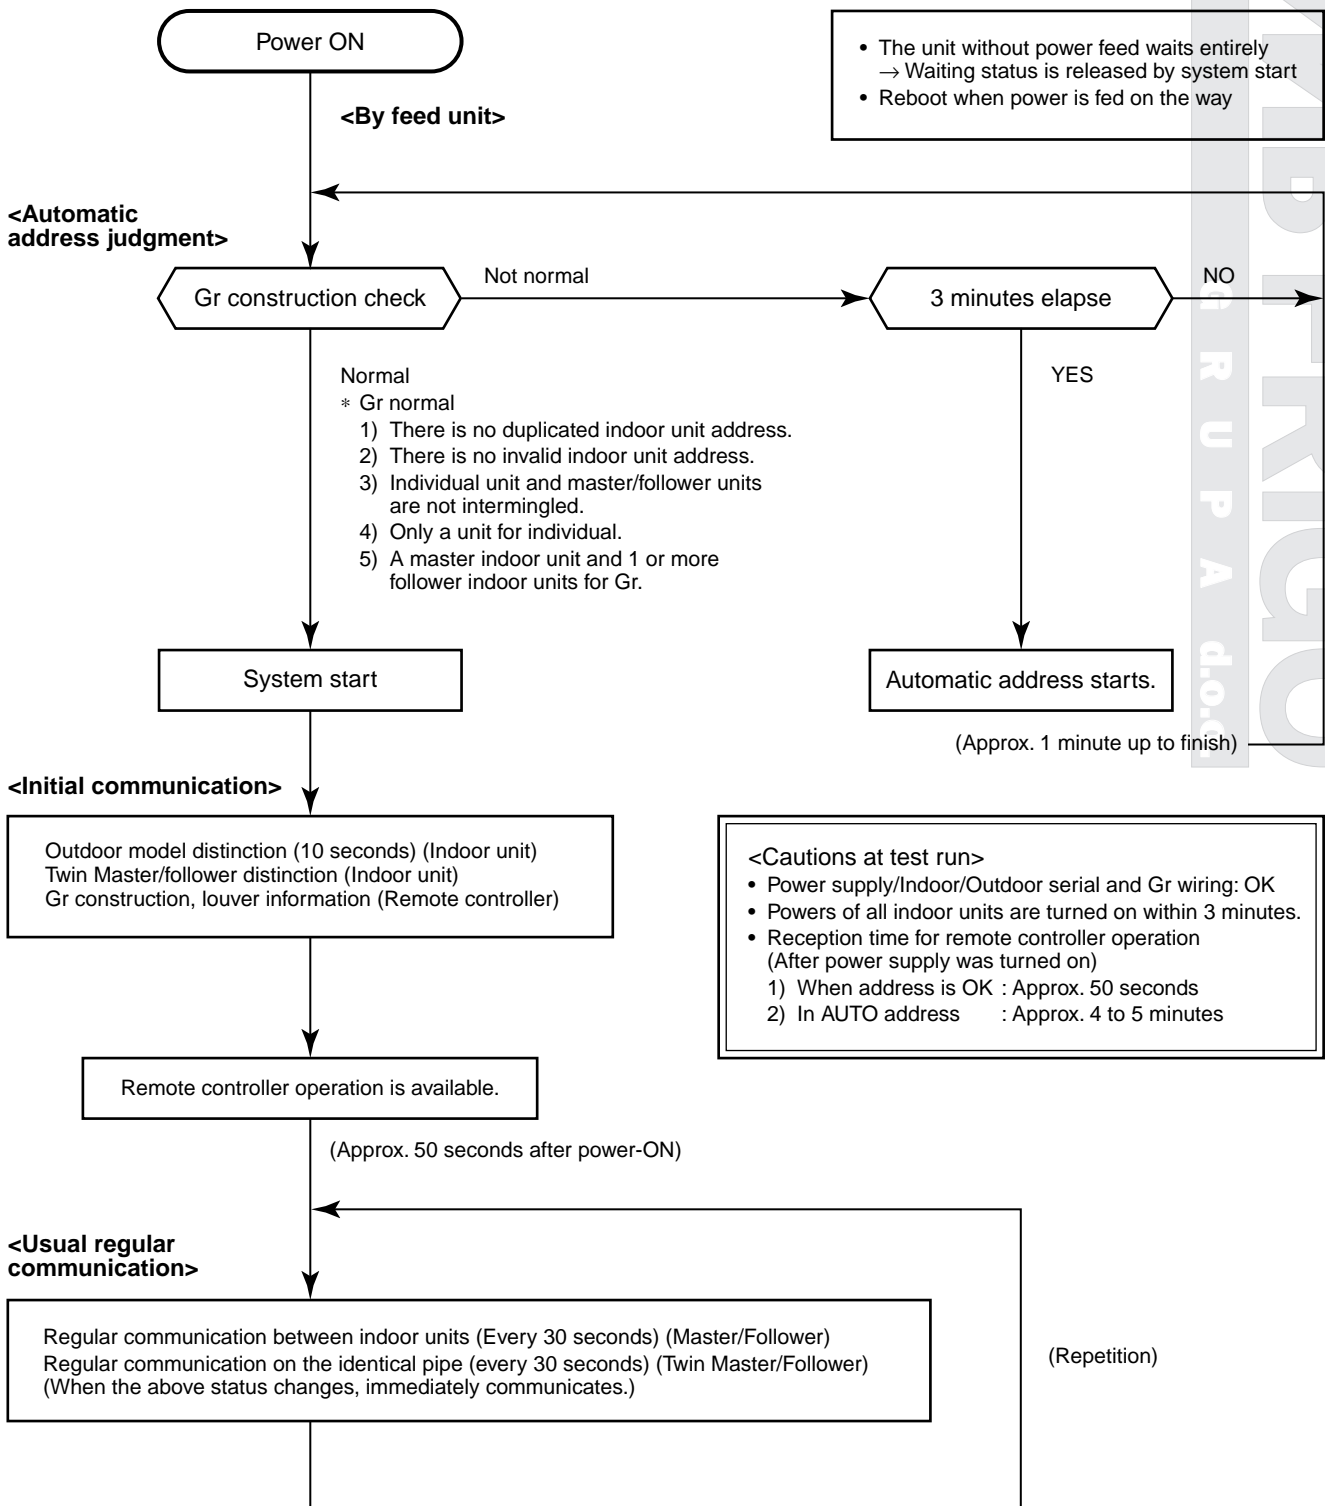 Power ON
• The unit without power feed waits entirely
→ Waiting status is released by system start
• Reboot when power is fed on the way
<By feed unit>
<Automatic
address judgment>
Gr construction check
Not normal
3 minutes elapse
NO
YES
Normal
* Gr normal
1) There is no duplicated indoor unit address.
2) There is no invalid indoor unit address.
3) Individual unit and master/follower units
are not intermingled.
4) Only a unit for individual.
5) A master indoor unit and 1 or more
follower indoor units for Gr.
System start
Automatic address starts.
(Approx. 1 minute up to finish)
<Initial communication>
Outdoor model distinction (10 seconds) (Indoor unit)
Twin Master/follower distinction (Indoor unit)
Gr construction, louver information (Remote controller)
<Cautions at test run>
• Power supply/Indoor/Outdoor serial and Gr wiring: OK
• Powers of all indoor units are turned on within 3 minutes.
• Reception time for remote controller operation
(After power supply was turned on)
1) When address is OK : Approx. 50 seconds
2) In AUTO address : Approx. 4 to 5 minutes
Remote controller operation is available.
(Approx. 50 seconds after power-ON)
<Usual regular
communication>
Regular communication between indoor units (Every 30 seconds) (Master/Follower)
Regular communication on the identical pipe (every 30 seconds) (Twin Master/Follower)
(When the above status changes, immediately communicates.)
(Repetition)
GRUPA d.o.o.